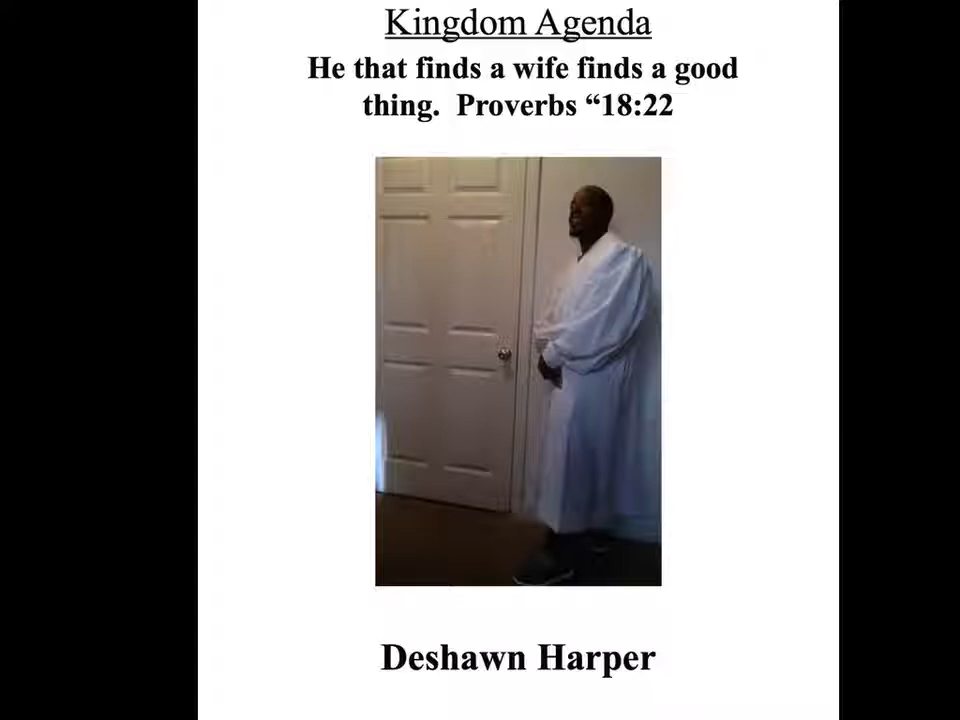 Kingdom Agenda
He that finds a wife finds a good
thing.  Proverbs “18:22
Deshawn Harper